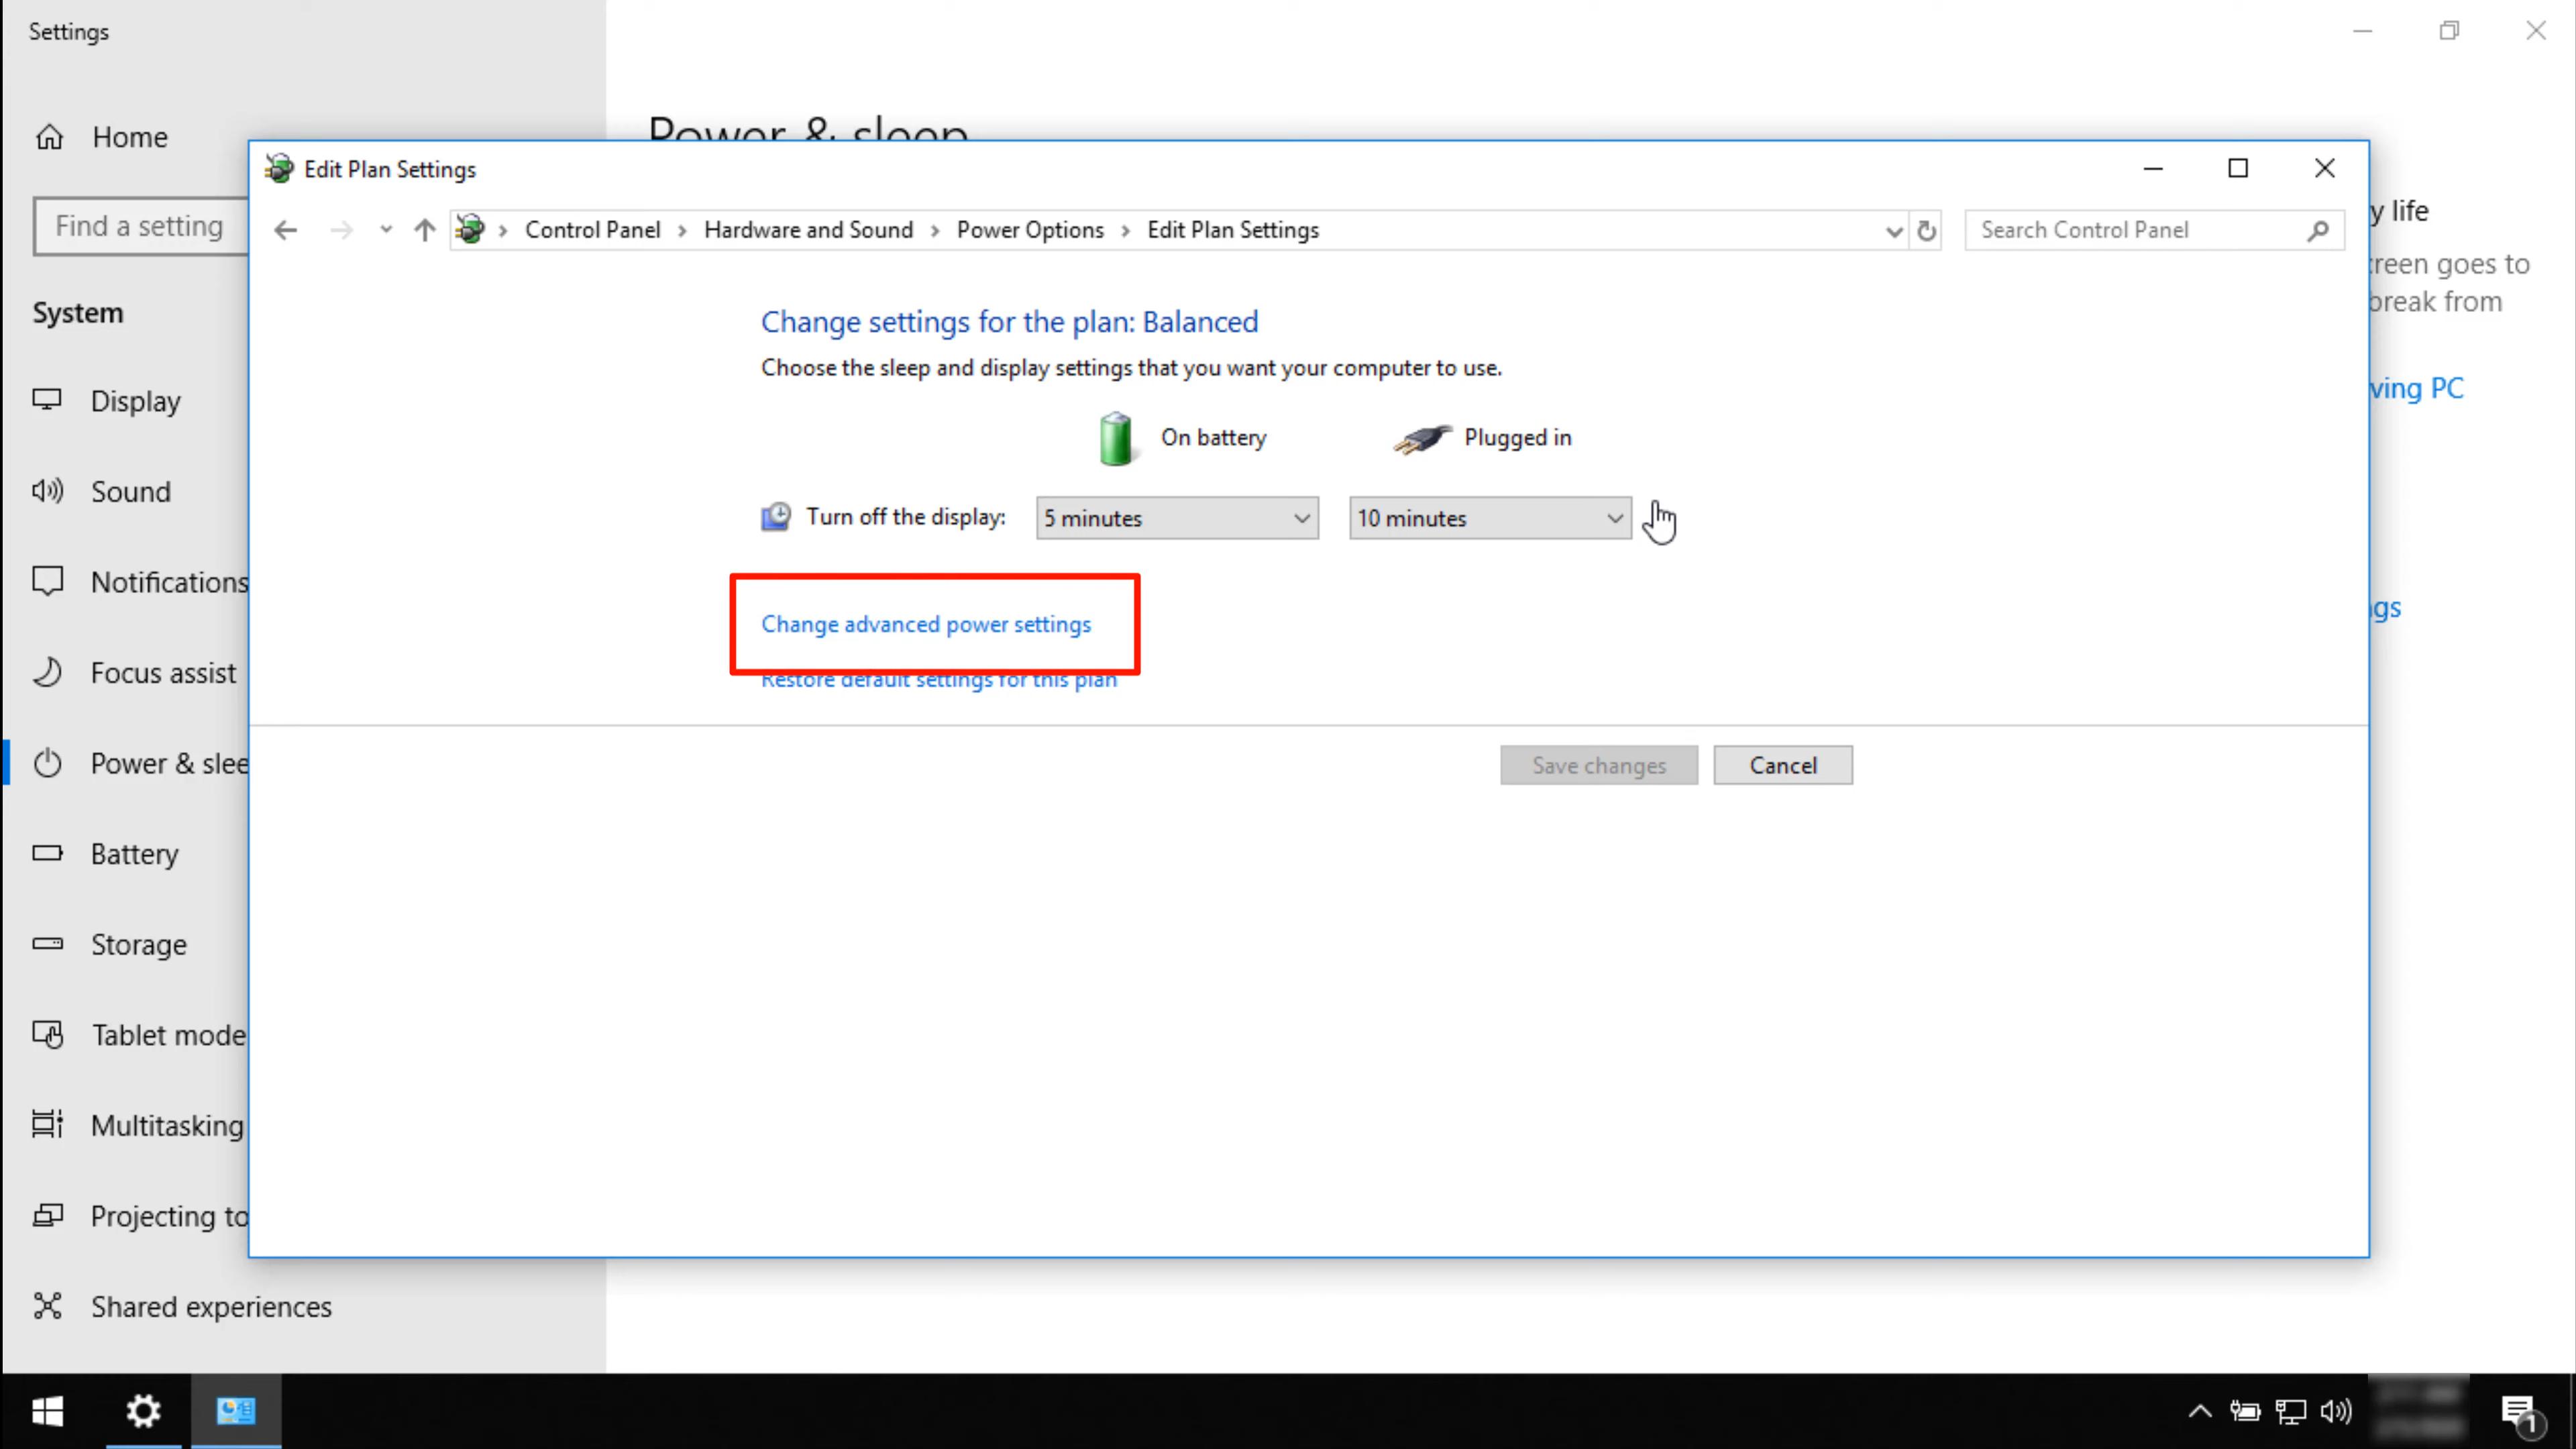 Settings
Home
Power & sleep
Edit Plan Settings
Find a setting
Control Panel
Hardware and Sound
Power Options
Edit Plan Settings
Search Control Panel
y life
creen goes to
break from
System
Change settings for the plan: Balanced
Choose the sleep and display settings that you want your computer to use.
ving PC
Display
On battery
Plugged in
Sound
Turn off the display:
5 minutes
10 minutes
Notifications
Change advanced power settings
gs
Focus assist
Restore default settings for this plan
Power & slee
Save changes
Cancel
Battery
Storage
Tablet mode
Multitasking
Projecting to
Shared experiences
1